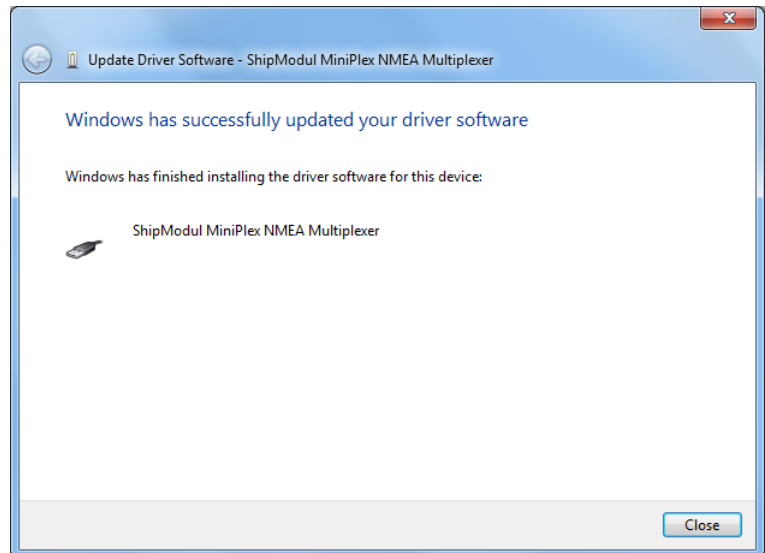 Update Driver Software - ShipModul MiniPlex NMEA Multiplexer
Windows has successfully updated your driver software
Windows has finished installing the driver software for this device:
ShipModul MiniPlex NMEA Multiplexer
Close